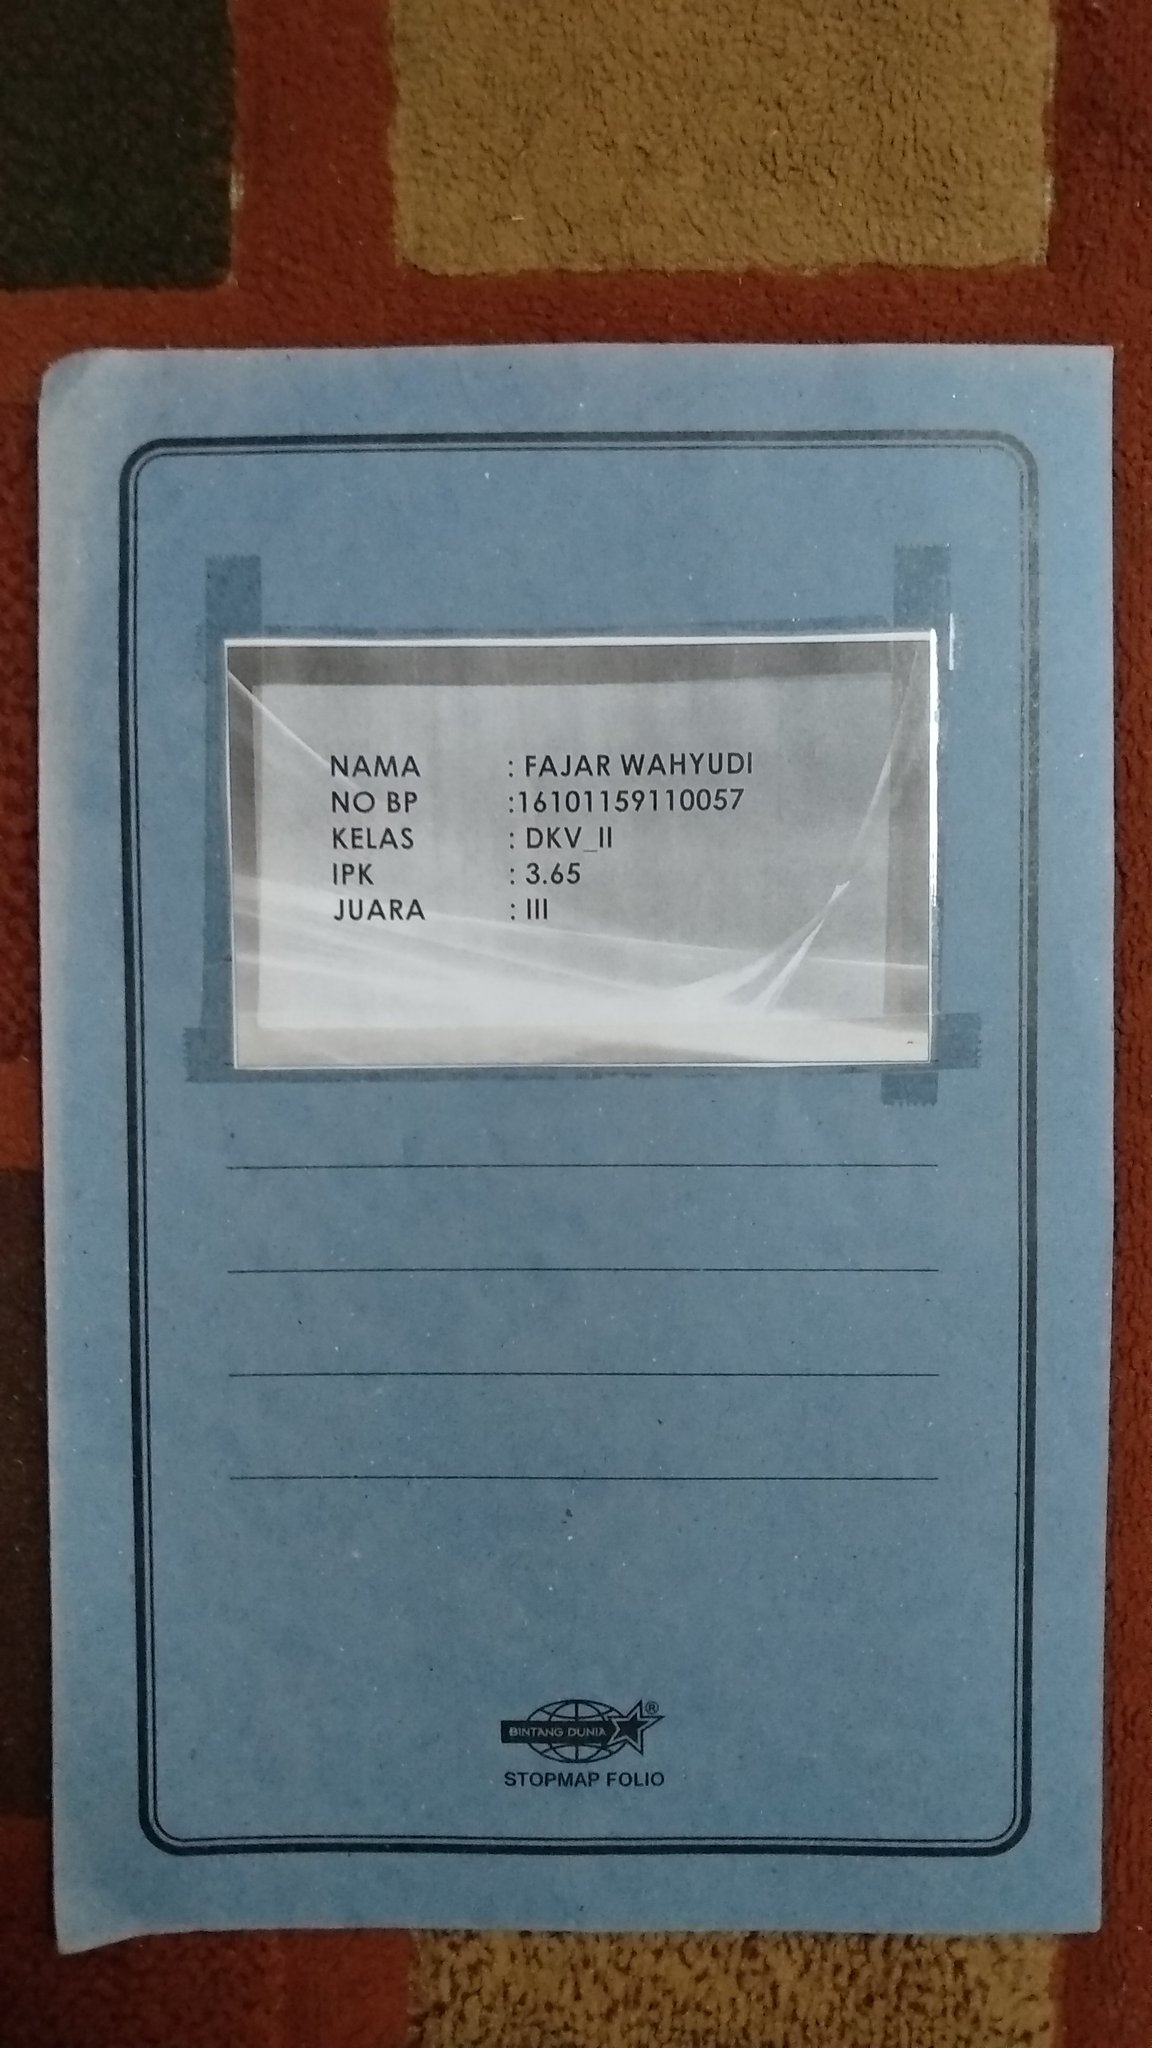 NAMA : FAJAR WAHYUDI
NO BP :16101159110057
KELAS : DKV_II
IPK : 3.65
JUARA : III
BINTANG DUNIA ®
STOPMAP FOLIO